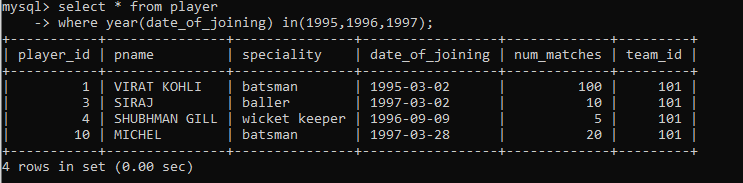 mysql> select * from player
    -> where year(date_of_joining) in(1995,1996,1997);
+-----------+---------------+---------------+-----------------+-------------+---------+
| player_id | pname         | speciality    | date_of_joining | num_matches | team_id |
+-----------+---------------+---------------+-----------------+-------------+---------+
|         1 | VIRAT KOHLI   | batsman       | 1995-03-02      |         100 |     101 |
|         3 | SIRAJ         | baller        | 1997-03-02      |          10 |     101 |
|         4 | SHUBHMAN GILL | wicket keeper | 1996-09-09      |           5 |     101 |
|        10 | MICHEL        | batsman       | 1997-03-28      |          20 |     101 |
+-----------+---------------+---------------+-----------------+-------------+---------+
4 rows in set (0.00 sec)